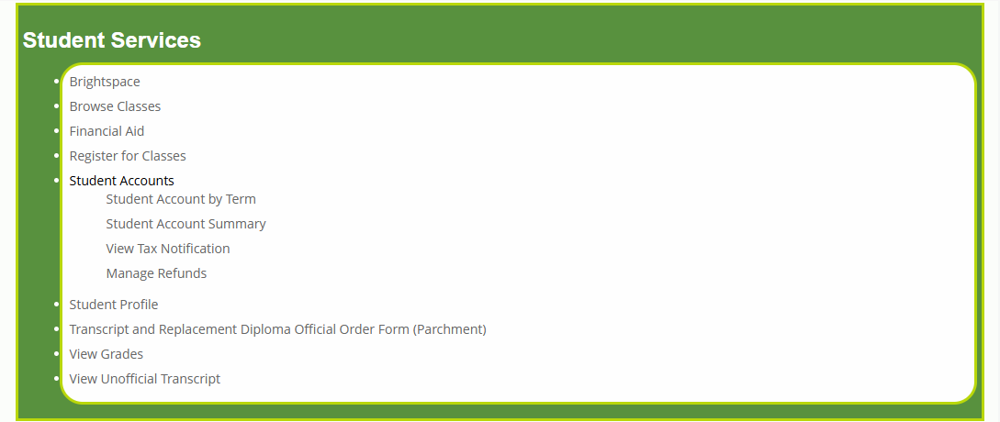 Student Services
Brightspace
Browse Classes
Financial Aid
Register for Classes
Student Accounts
Student Account by Term
Student Account Summary
View Tax Notification
Manage Refunds
Student Profile
Transcript and Replacement Diploma Official Order Form (Parchment)
View Grades
View Unofficial Transcript